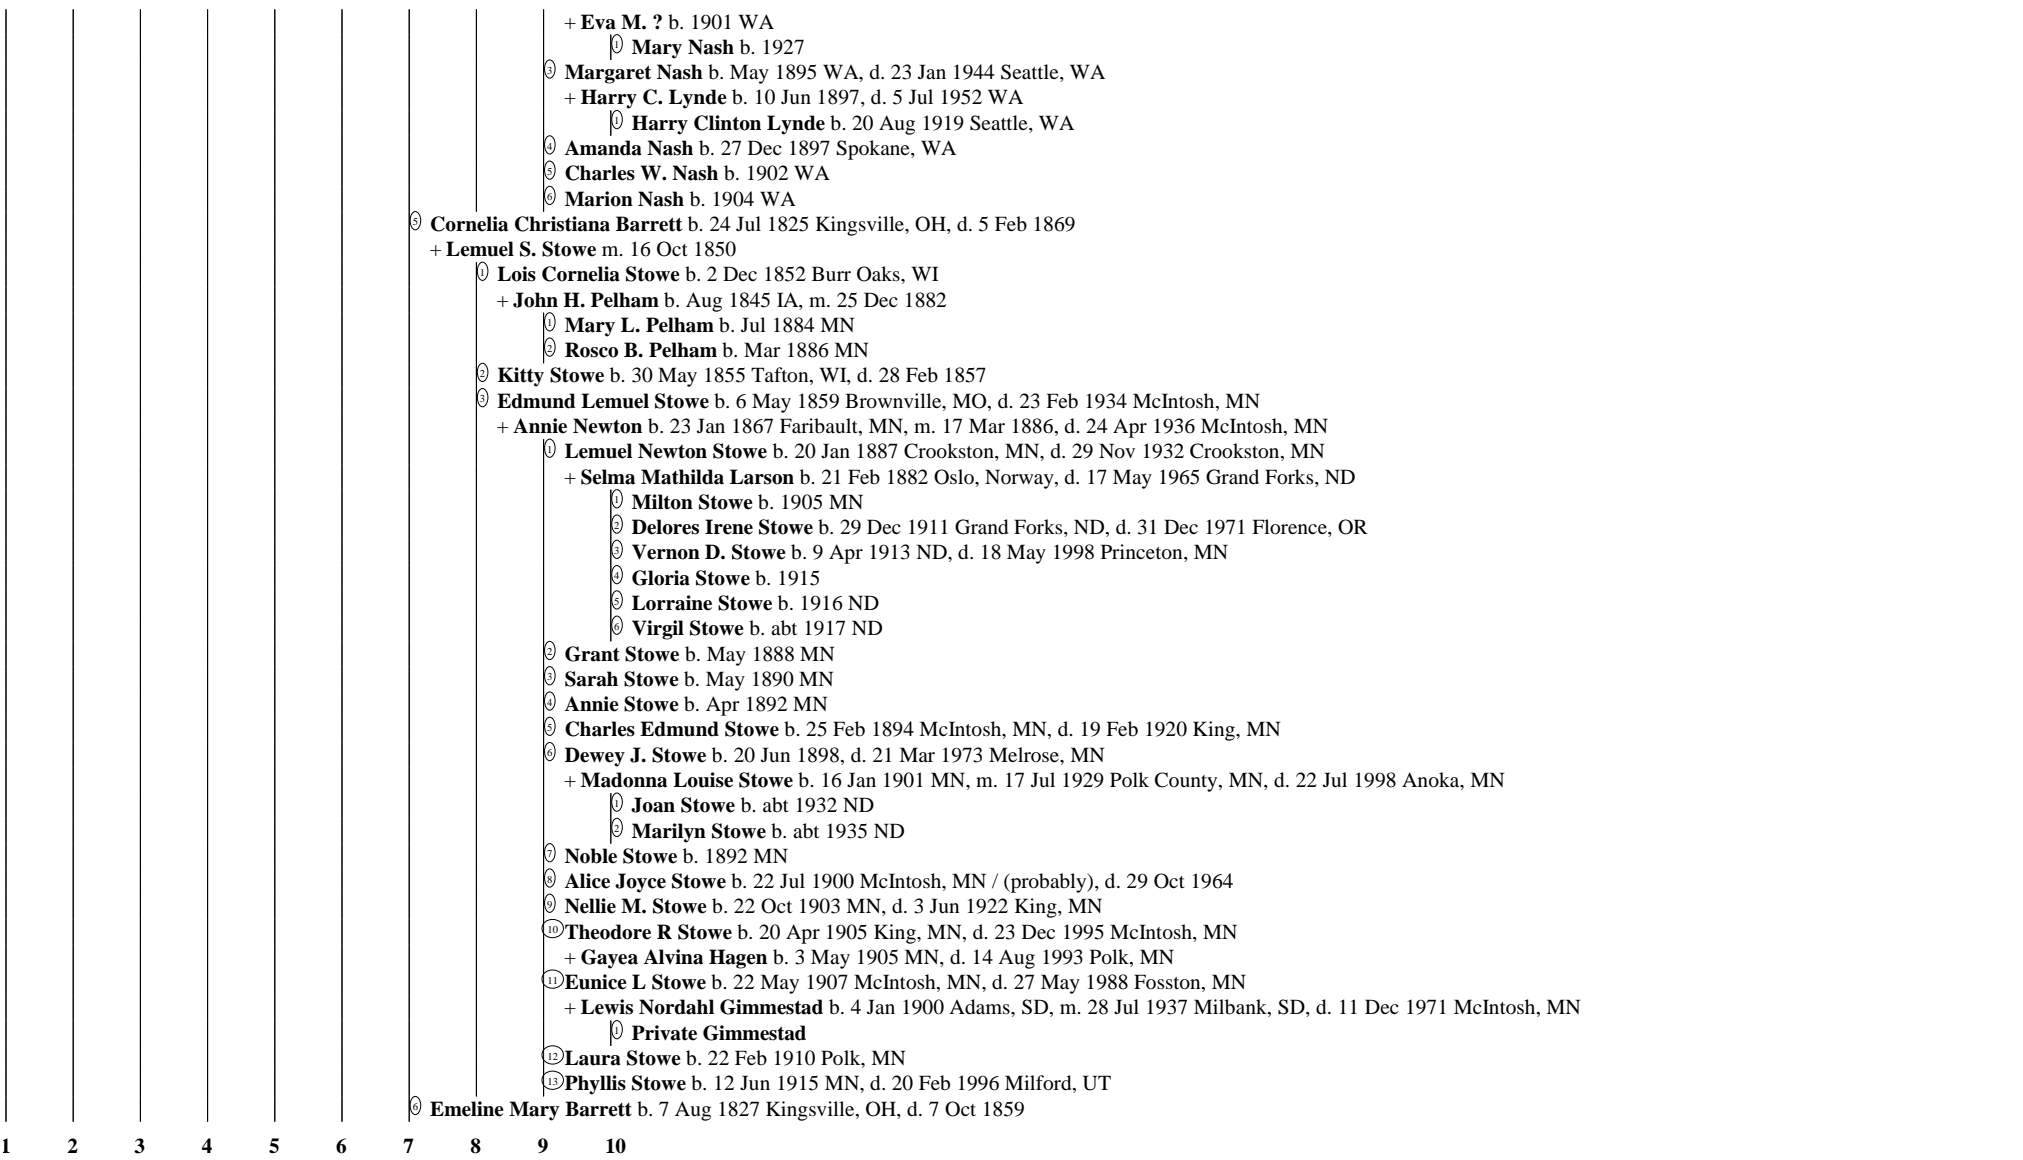 + Eva M. ? b. 1901 WA
1 Mary Nash b. 1927
3 Margaret Nash b. May 1895 WA, d. 23 Jan 1944 Seattle, WA
+ Harry C. Lynde b. 10 Jun 1897, d. 5 Jul 1952 WA
1 Harry Clinton Lynde b. 20 Aug 1919 Seattle, WA
4 Amanda Nash b. 27 Dec 1897 Spokane, WA
5 Charles W. Nash b. 1902 WA
6 Marion Nash b. 1904 WA
5 Cornelia Christiana Barrett b. 24 Jul 1825 Kingsville, OH, d. 5 Feb 1869
+ Lemuel S. Stowe m. 16 Oct 1850
1 Lois Cornelia Stowe b. 2 Dec 1852 Burr Oaks, WI
+ John H. Pelham b. Aug 1845 IA, m. 25 Dec 1882
1 Mary L. Pelham b. Jul 1884 MN
2 Rosco B. Pelham b. Mar 1886 MN
2 Kitty Stowe b. 30 May 1855 Tafton, WI, d. 28 Feb 1857
3 Edmund Lemuel Stowe b. 6 May 1859 Brownville, MO, d. 23 Feb 1934 McIntosh, MN
+ Annie Newton b. 23 Jan 1867 Faribault, MN, m. 17 Mar 1886, d. 24 Apr 1936 McIntosh, MN
1 Lemuel Newton Stowe b. 20 Jan 1887 Crookston, MN, d. 29 Nov 1932 Crookston, MN
+ Selma Mathilda Larson b. 21 Feb 1882 Oslo, Norway, d. 17 May 1965 Grand Forks, ND
1 Milton Stowe b. 1905 MN
2 Delores Irene Stowe b. 29 Dec 1911 Grand Forks, ND, d. 31 Dec 1971 Florence, OR
3 Vernon D. Stowe b. 9 Apr 1913 ND, d. 18 May 1998 Princeton, MN
4 Gloria Stowe b. 1915
5 Lorraine Stowe b. 1916 ND
6 Virgil Stowe b. abt 1917 ND
2 Grant Stowe b. May 1888 MN
3 Sarah Stowe b. May 1890 MN
4 Annie Stowe b. Apr 1892 MN
5 Charles Edmund Stowe b. 25 Feb 1894 McIntosh, MN, d. 19 Feb 1920 King, MN
6 Dewey J. Stowe b. 20 Jun 1898, d. 21 Mar 1973 Melrose, MN
+ Madonna Louise Stowe b. 16 Jan 1901 MN, m. 17 Jul 1929 Polk County, MN, d. 22 Jul 1998 Anoka, MN
1 Joan Stowe b. abt 1932 ND
2 Marilyn Stowe b. abt 1935 ND
7 Noble Stowe b. 1892 MN
8 Alice Joyce Stowe b. 22 Jul 1900 McIntosh, MN / (probably), d. 29 Oct 1964
9 Nellie M. Stowe b. 22 Oct 1903 MN, d. 3 Jun 1922 King, MN
10 Theodore R Stowe b. 20 Apr 1905 King, MN, d. 23 Dec 1995 McIntosh, MN
+ Gayea Alvina Hagen b. 3 May 1905 MN, d. 14 Aug 1993 Polk, MN
11 Eunice L Stowe b. 22 May 1907 McIntosh, MN, d. 27 May 1988 Fosston, MN
+ Lewis Nordahl Gimmestad b. 4 Jan 1900 Adams, SD, m. 28 Jul 1937 Milbank, SD, d. 11 Dec 1971 McIntosh, MN
1 Private Gimmestad
12 Laura Stowe b. 22 Feb 1910 Polk, MN
13 Phyllis Stowe b. 12 Jun 1915 MN, d. 20 Feb 1996 Milford, UT
6 Emeline Mary Barrett b. 7 Aug 1827 Kingsville, OH, d. 7 Oct 1859
1 2 3 4 5 6 7 8 9 10